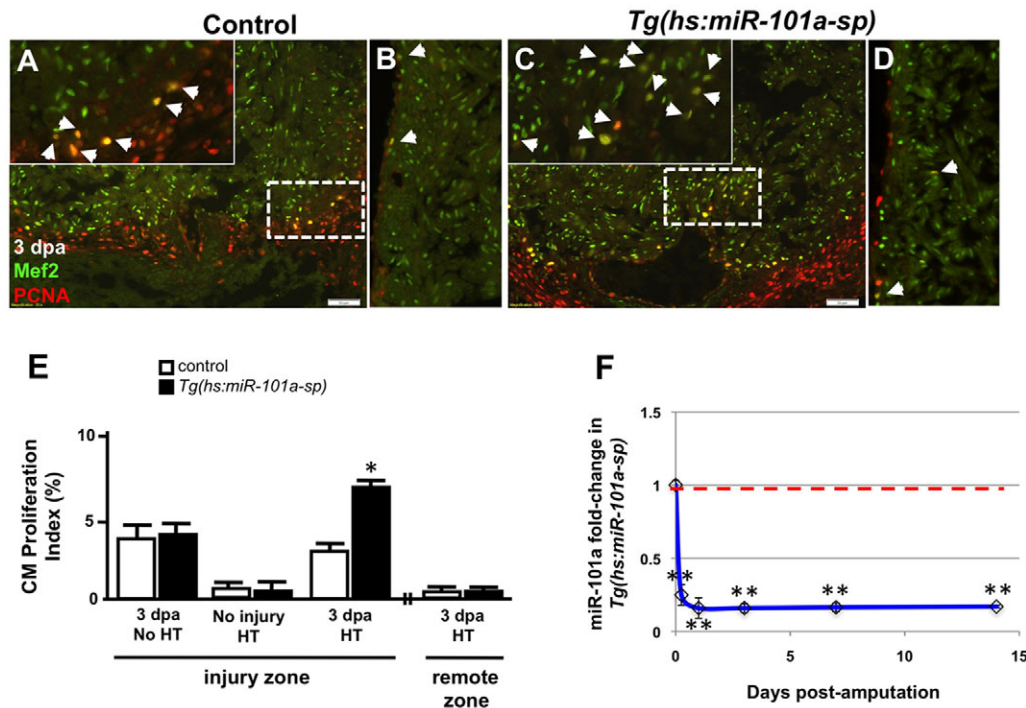 Control
Tg(hs:miR-101a-sp)
A
B
C
D
3 dpa
Mef2
PCNA
E
control
Tg(hs:miR-101a-sp)
CM Proliferation
Index (%)
10
5
0
*
3 dpa
No HT
No injury
HT
3 dpa
HT
3 dpa
HT
injury zone
remote
zone
F
miR-101a fold-change in
Tg(hs:miR-101a-sp)
1.5
1
0.5
0
**
**
**
**
**
0
5
10
15
Days post-amputation